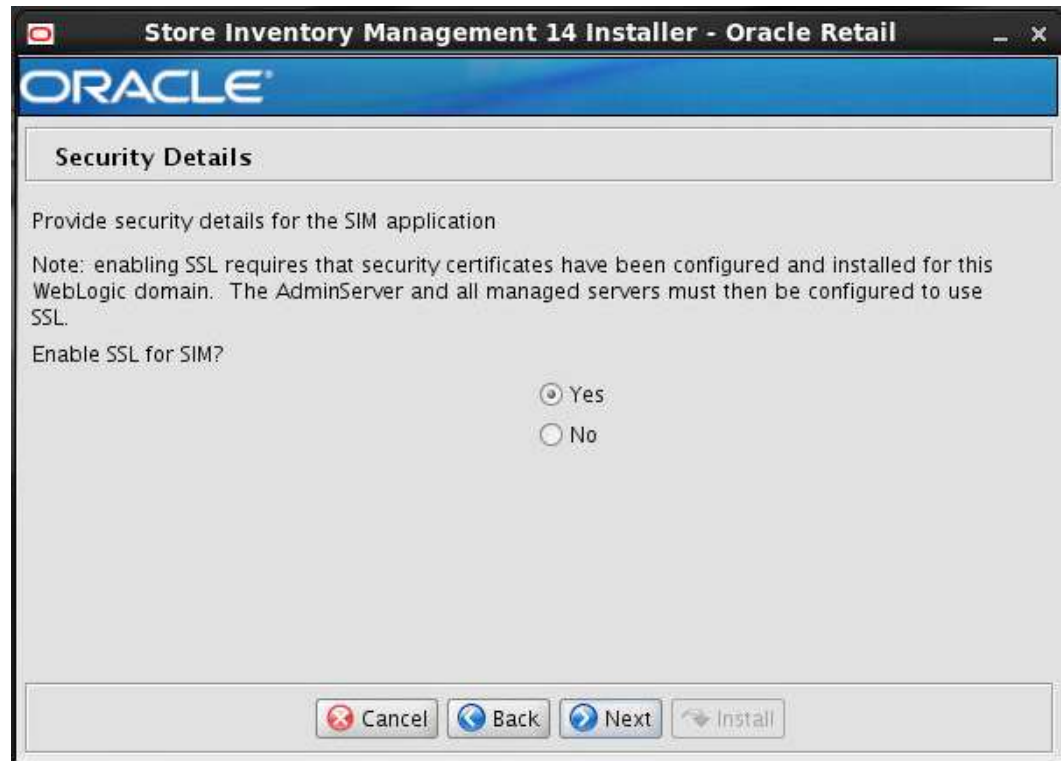 Store Inventory Management 14 Installer - Oracle Retail
ORACLE®
Security Details
Provide security details for the SIM application
Note: enabling SSL requires that security certificates have been configured and installed for this
WebLogic domain. The AdminServer and all managed servers must then be configured to use
SSL.
Enable SSL for SIM?
Yes
No
Cancel Back Next Install